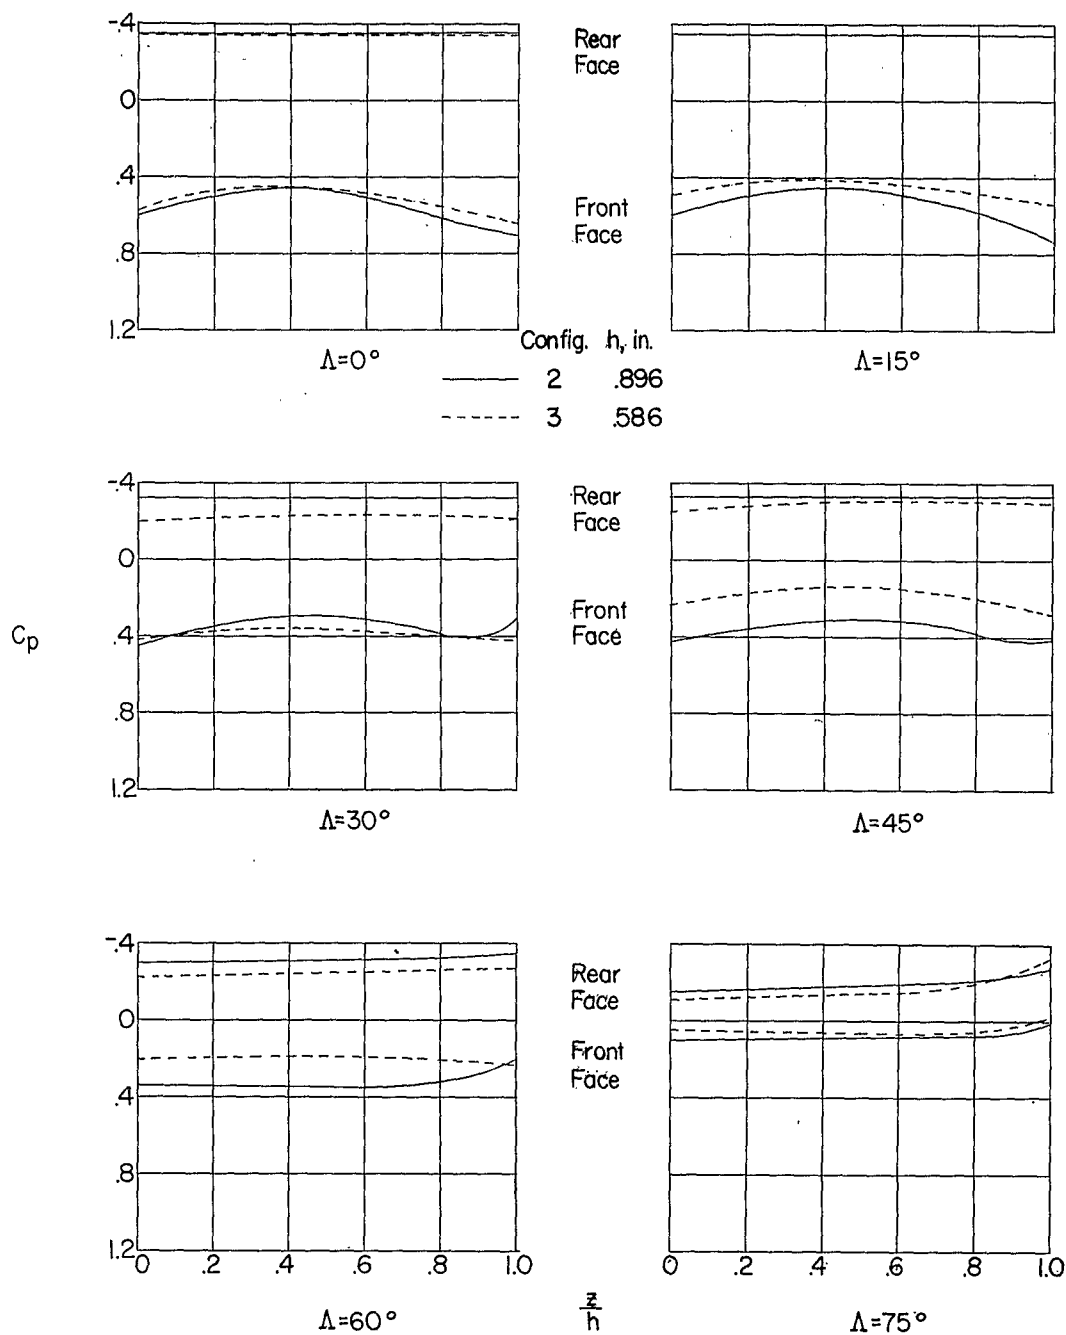 -.4
0
.4
.8
1.2
Rear
Face
Front
Face
Λ=0°
Λ=15°
Config. h, in.
2 .896
3 .586
-.4
0
.4
.8
1.2
Rear
Face
Front
Face
Cp
Λ=30°
Λ=45°
-.4
0
.4
.8
1.2
Rear
Face
Front
Face
0 .2 .4 .6 .8 1.0
0 .2 .4 .6 .8 1.0
z
h
Λ=60°
Λ=75°